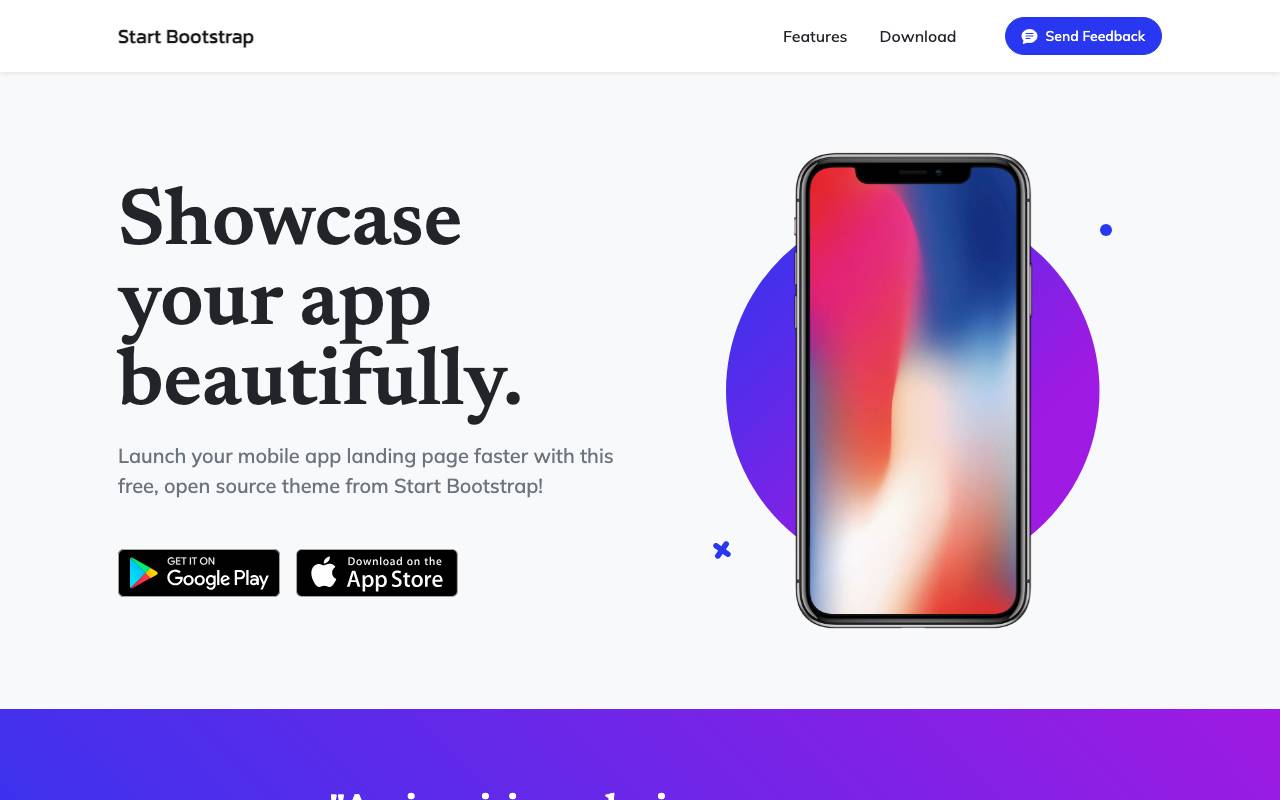 Start Bootstrap
Features
Download
Send Feedback
Showcase
your app
beautifully.
Launch your mobile app landing page faster with this
free, open source theme from Start Bootstrap!
GET IT ON
Google Play
Download on the
App Store